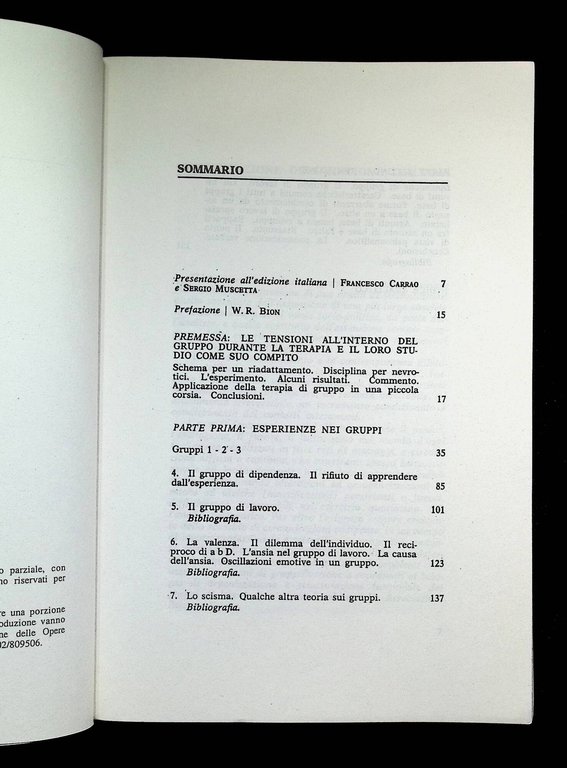 o parziale, con
no riservati per
re una porzione
oduzione vanno
ne delle Opere
02/809506.
SOMMARIO
Presentazione all'edizione italiana | FRANCESCO CARRAO 7
e SERGIO MUSCETTA
Prefazione | W. R. BION 15
PREMESSA: LE TENSIONI ALL'INTERNO DEL
GRUPPO DURANTE LA TERAPIA E IL LORO STU-
DIO COME SUO COMPITO
Schema per un riadattamento. Disciplina per nevro-
tici. L'esperimento. Alcuni risultati. Commento.
Applicazione della terapia di gruppo in una piccola
corsia. Conclusioni. 17
PARTE PRIMA: ESPERIENZE NEI GRUPPI
Gruppi 1 - 2 - 3 35
4. Il gruppo di dipendenza. Il rifiuto di apprendere
dall'esperienza. 85
5. Il gruppo di lavoro. 101
Bibliografia.
6. La valenza. Il dilemma dell'individuo. Il reci-
proco di a b D. L'ansia nel gruppo di lavoro. La causa
dell'ansia. Oscillazioni emotive in un gruppo. 123
Bibliografia.
7. Lo scisma. Qualche altra teoria sui gruppi. 137
Bibliografia.